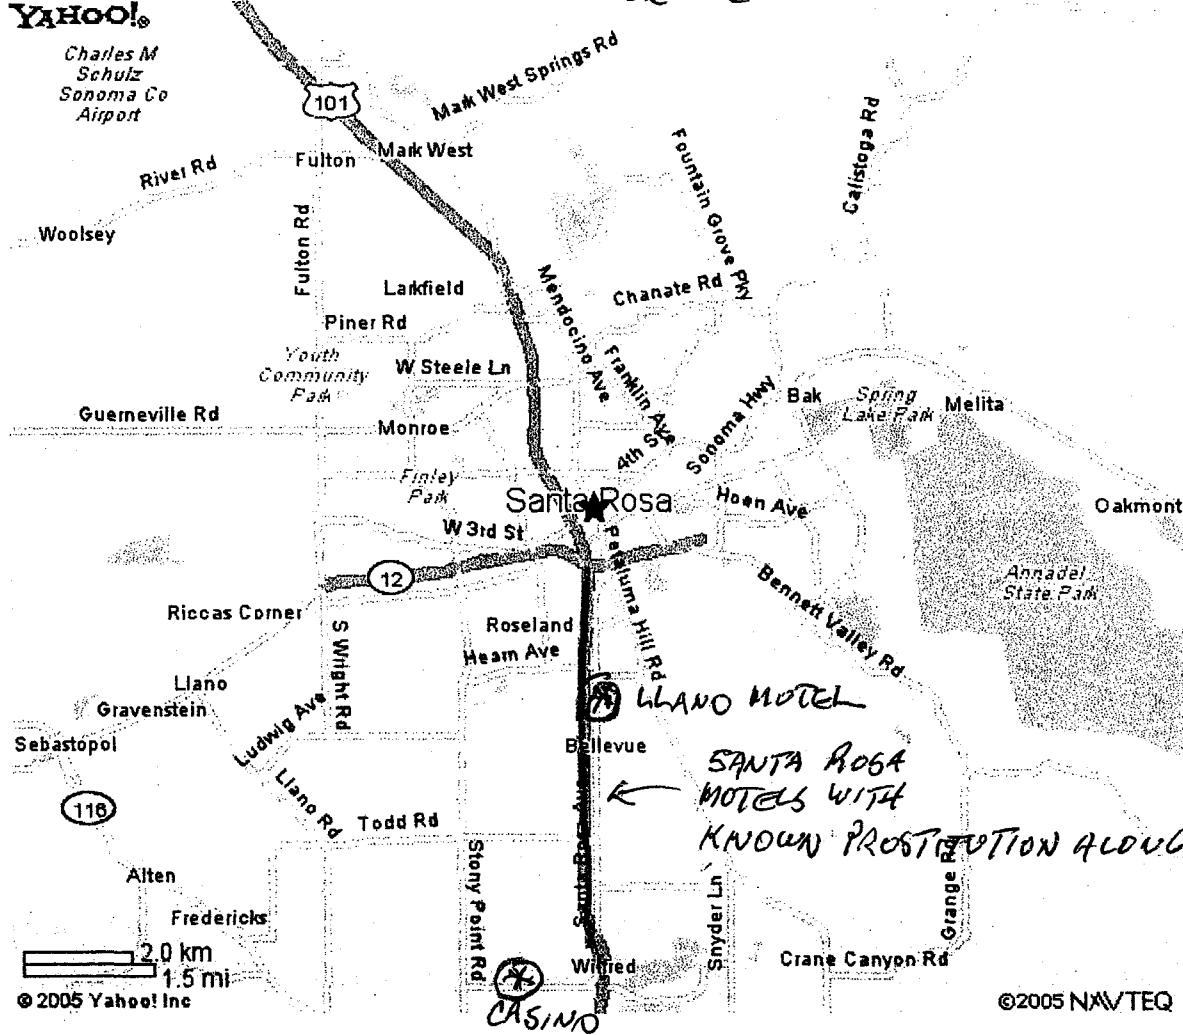 YAHOO!®
Charles M
Schulz
Sonoma Co
Airport
101
Mark West Springs Rd
Mark West
Fulton
River Rd
Woolsey
Fulton Rd
Fountain Grove Pky
Calistoga Rd
Larkfield
Mendocino Ave
Chanate Rd
Piner Rd
Youth
Community
Park
W Steele Ln
Franklin Ave
Sonoma Hwy
Bak
Spring
Lake Park
Melita
Guerneville Rd
Monroe
4th St
Finley
Park
Santa Rosa
Hoen Ave
Oakmont
W 3rd St
Petaluma Hill Rd
12
Bennett Valley Rd
Annadel
State Park
Riccas Corner
S Wright Rd
Roseland
Hearn Ave
Llano
Gravenstein
LLANO MOTEL
Sebastopol
Ludwig Ave
Bellevue
SANTA ROSA
MOTELS WITH
KNOWN PROSTITUTION ALONG
116
Llano Rd
Todd Rd
Santa Rosa Ave
Stony Point Rd
Alten
Fredericks
Snyder Ln
Grange Rd
Crane Canyon Rd
Wilfred
2.0 km
1.5 mi
CASINO
© 2005 Yahoo! Inc
©2005 NAVTEQ